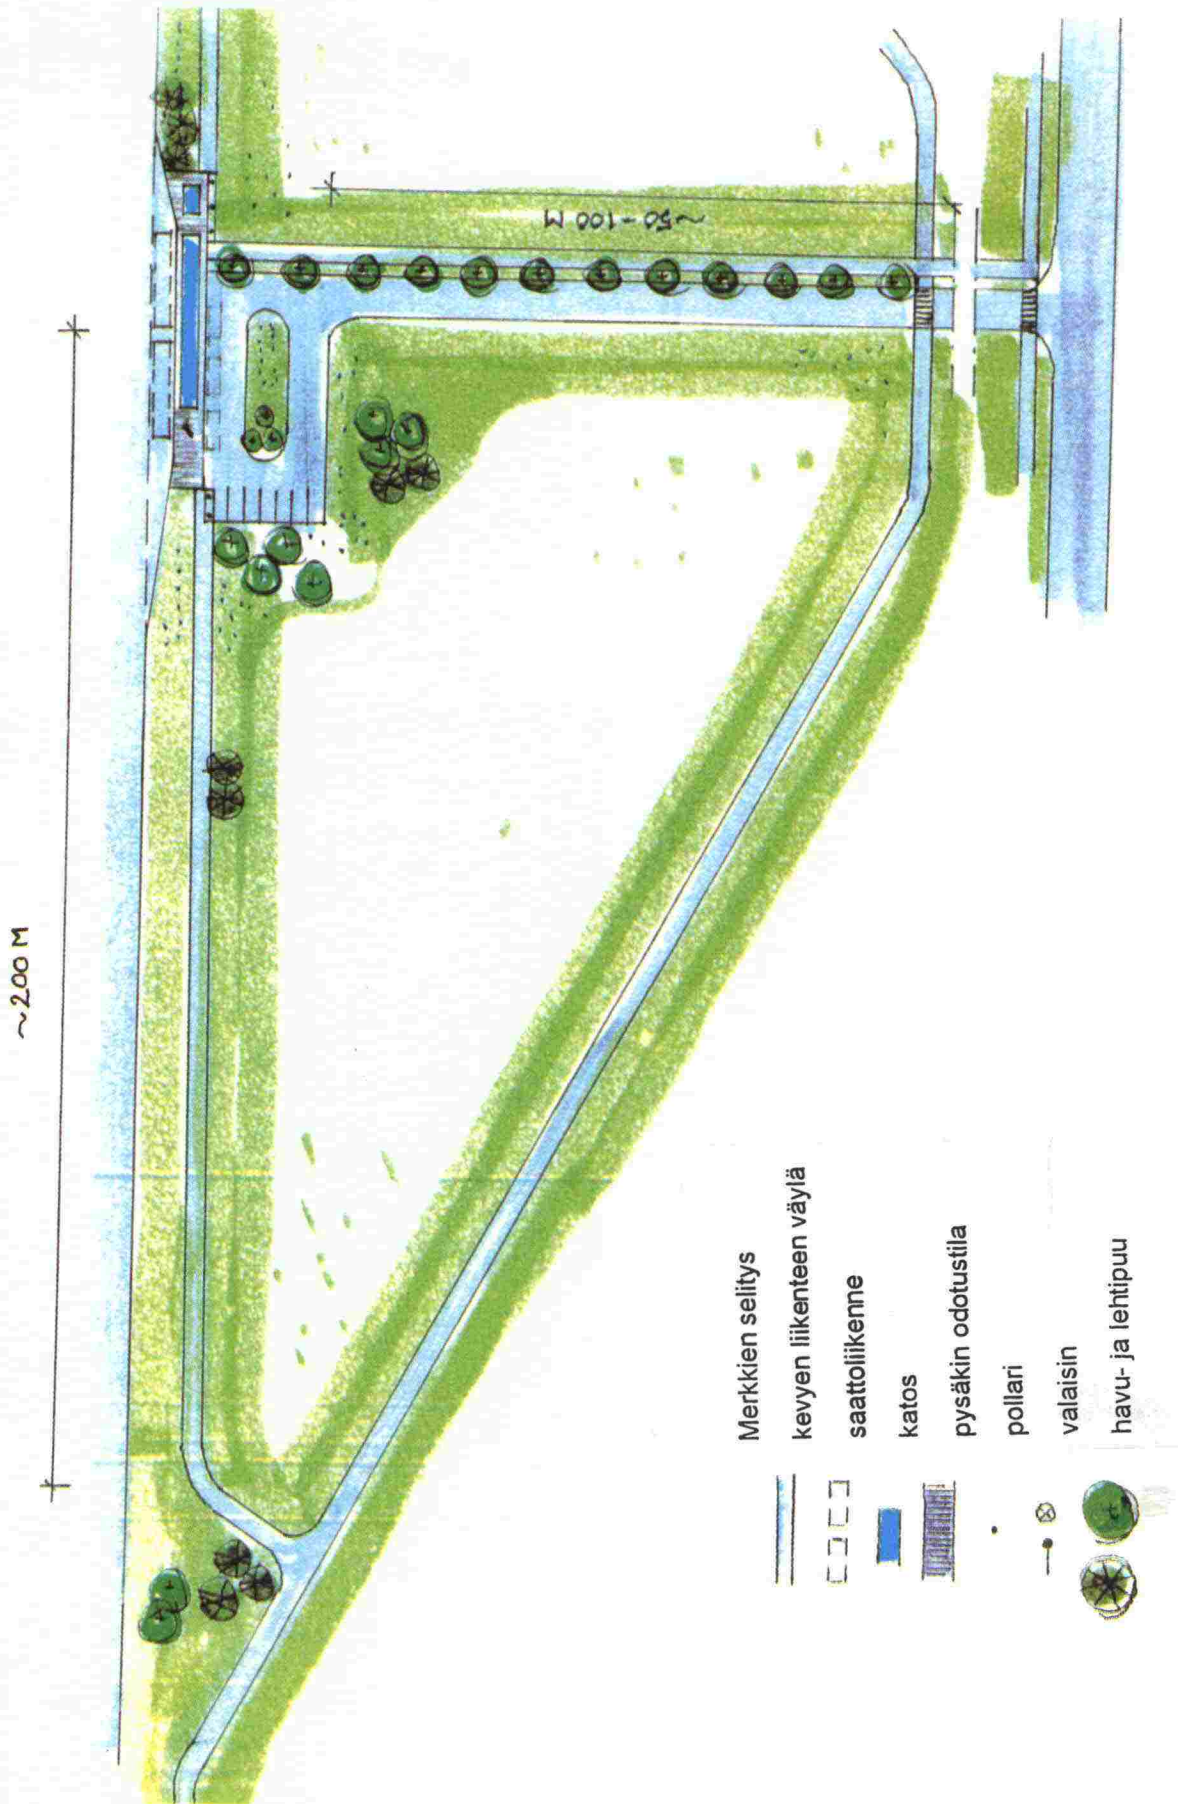 ~200 M
~50-100 M
Merkkien selitys
kevyen liikenteen väylä
saattoliikenne
katos
pysäkin odotustila
pollari
valaisin
havu- ja lehtipuu